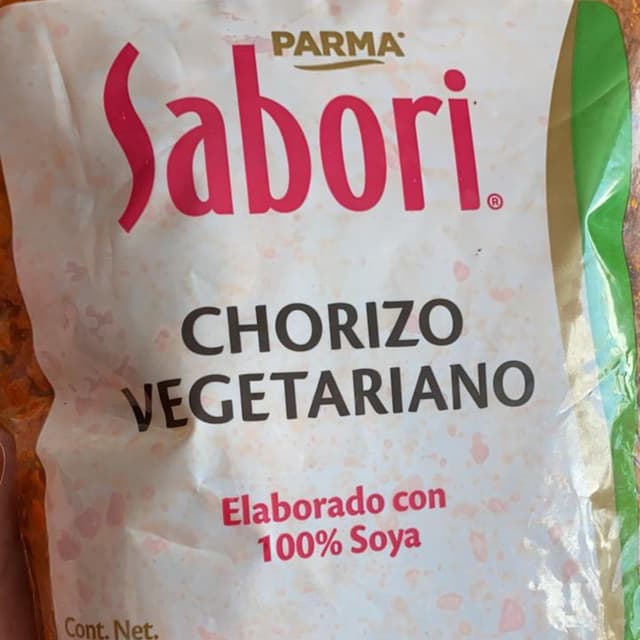 PARMA
Sabori®
CHORIZO
VEGETARIANO
Elaborado con
100% Soya
Cont. Net.